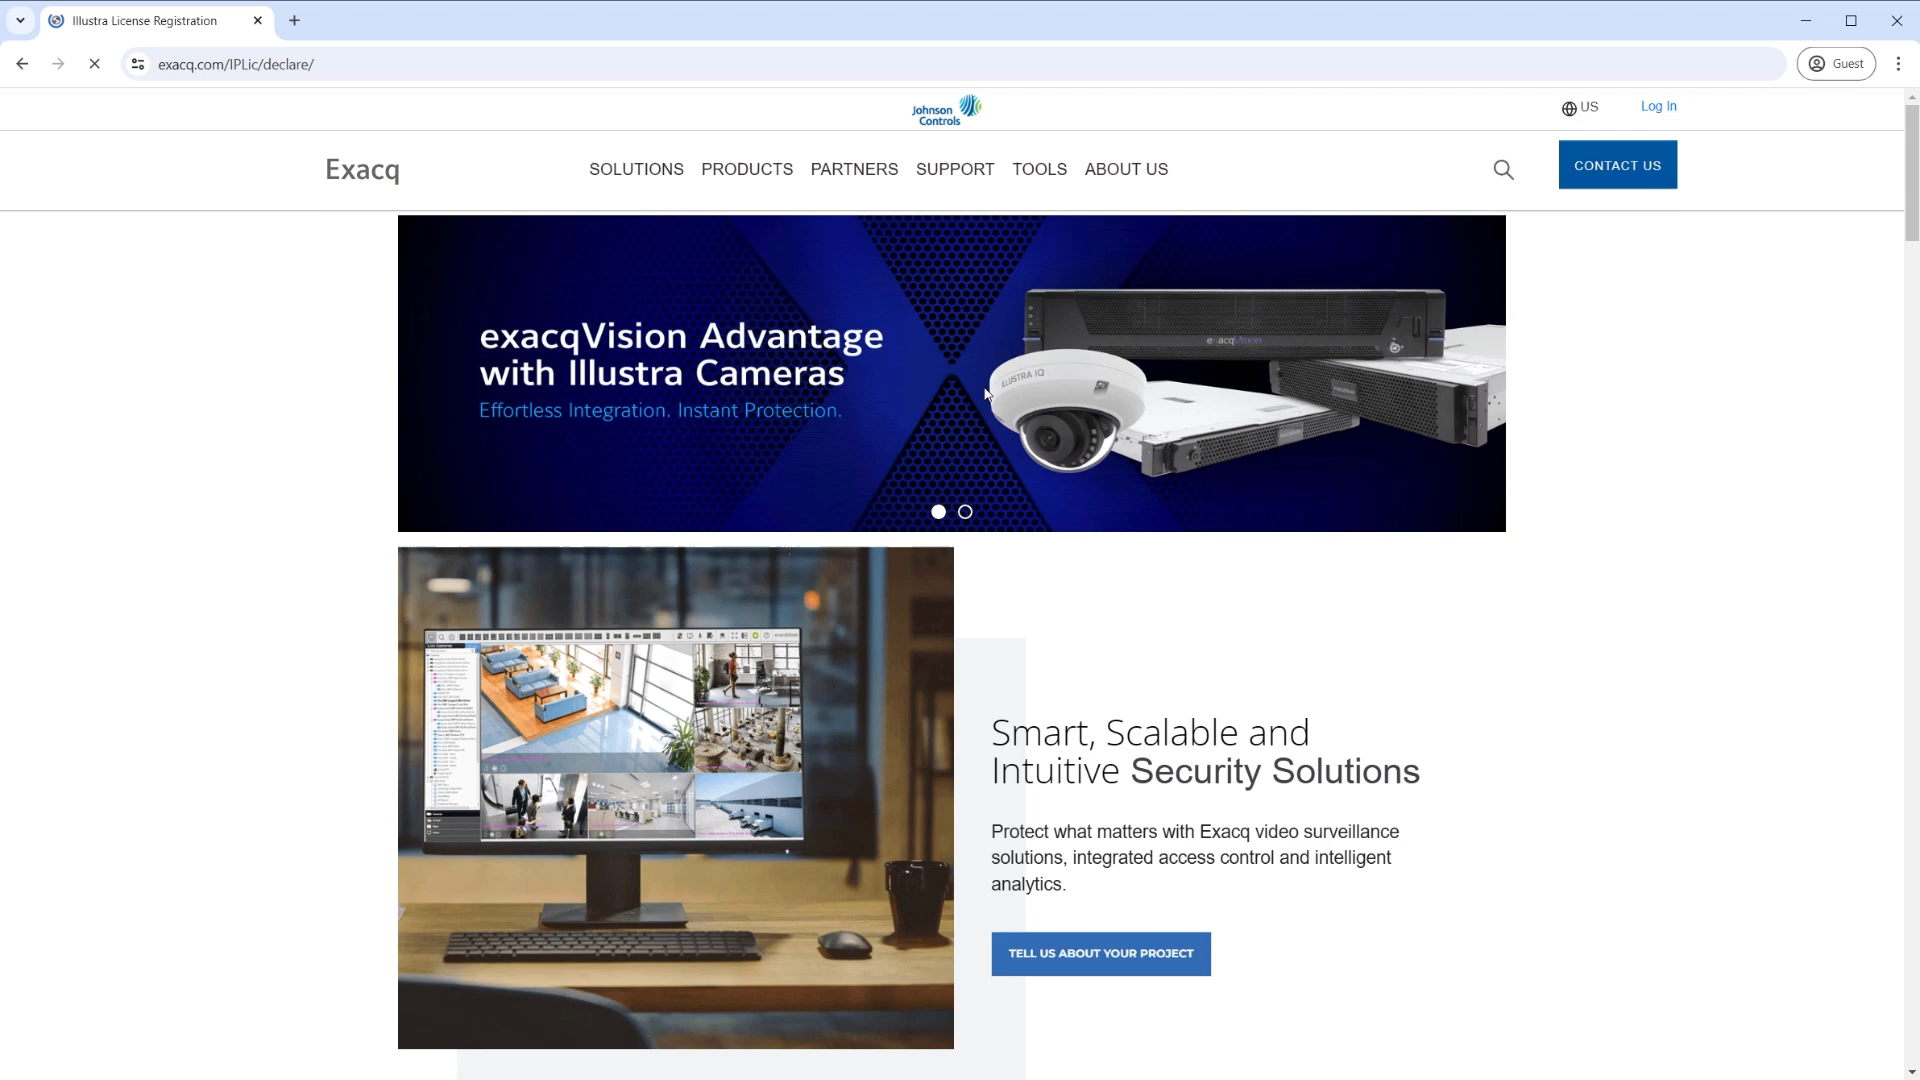 Illustra License Registration
exacq.com/IPLic/declare/
Guest
Johnson
Controls
US
Log In
Exacq
SOLUTIONS
PRODUCTS
PARTNERS
SUPPORT
TOOLS
ABOUT US
CONTACT US
exacqVision Advantage
with Illustra Cameras
Effortless Integration. Instant Protection.
ILLUSTRA IQ
exacqVision
Smart, Scalable and
Intuitive Security Solutions
Protect what matters with Exacq video surveillance
solutions, integrated access control and intelligent
analytics.
TELL US ABOUT YOUR PROJECT